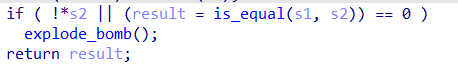 if ( !*s2 || (result = is_equal(s1, s2)) == 0 )
explode_bomb();
return result;